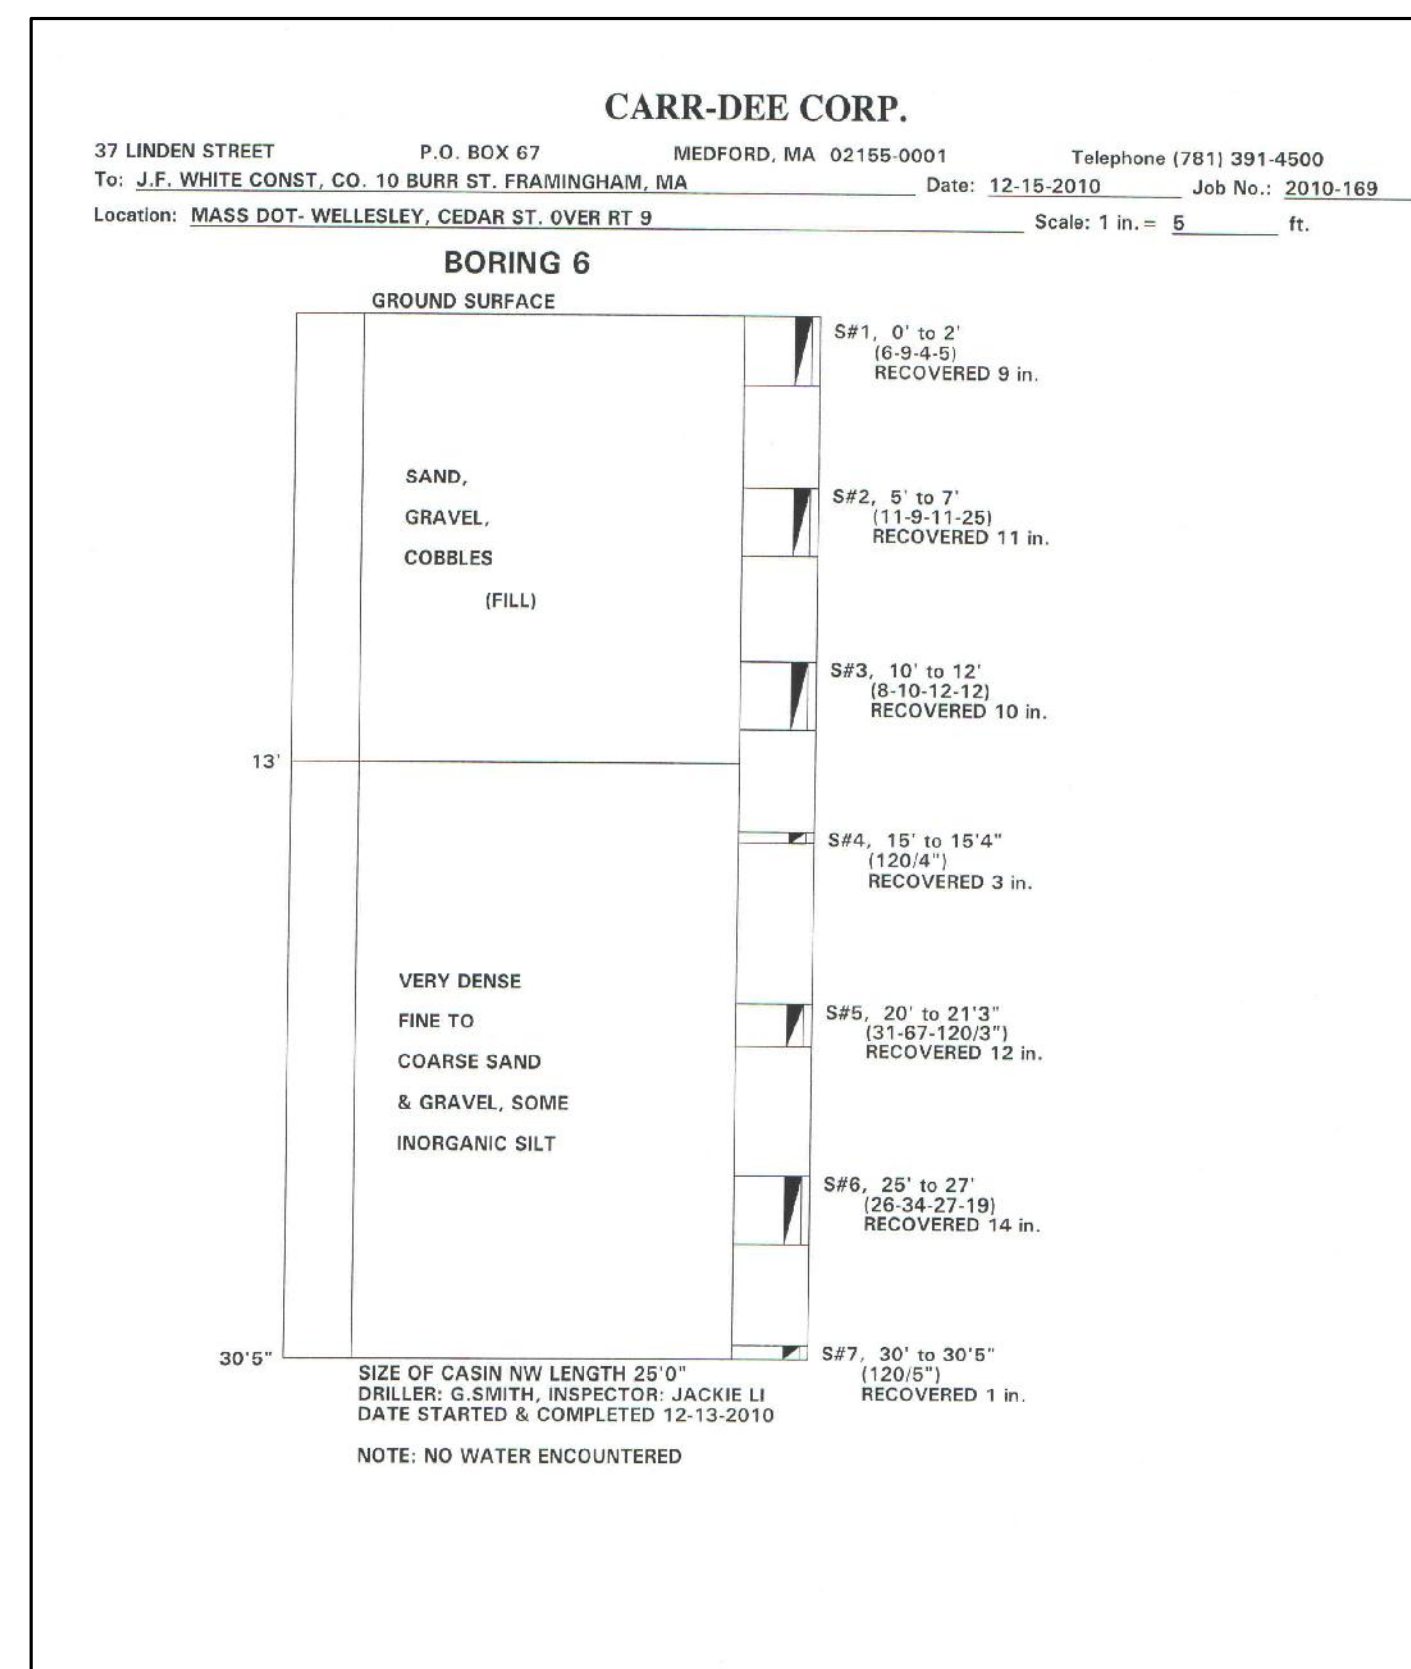 CARR-DEE CORP.
37 LINDEN STREET P.O. BOX 67 MEDFORD, MA 02155-0001 Telephone (781) 391-4500
To: J.F. WHITE CONST, CO. 10 BURR ST. FRAMINGHAM, MA Date: 12-15-2010 Job No.: 2010-169
Location: MASS DOT- WELLESLEY, CEDAR ST. OVER RT 9 Scale: 1 in. = 5 ft.
BORING 6
GROUND SURFACE
S#1, 0' to 2'
(6-9-4-5)
RECOVERED 9 in.
SAND,
GRAVEL,
COBBLES
(FILL)
S#2, 5' to 7'
(11-9-11-25)
RECOVERED 11 in.
S#3, 10' to 12'
(8-10-12-12)
RECOVERED 10 in.
13'
S#4, 15' to 15'4"
(120/4")
RECOVERED 3 in.
VERY DENSE
FINE TO
COARSE SAND
& GRAVEL, SOME
INORGANIC SILT
S#5, 20' to 21'3"
(31-67-120/3")
RECOVERED 12 in.
S#6, 25' to 27'
(26-34-27-19)
RECOVERED 14 in.
30'5"
S#7, 30' to 30'5"
(120/5")
RECOVERED 1 in.
SIZE OF CASIN NW LENGTH 25'0"
DRILLER: G.SMITH, INSPECTOR: JACKIE LI
DATE STARTED & COMPLETED 12-13-2010
NOTE: NO WATER ENCOUNTERED